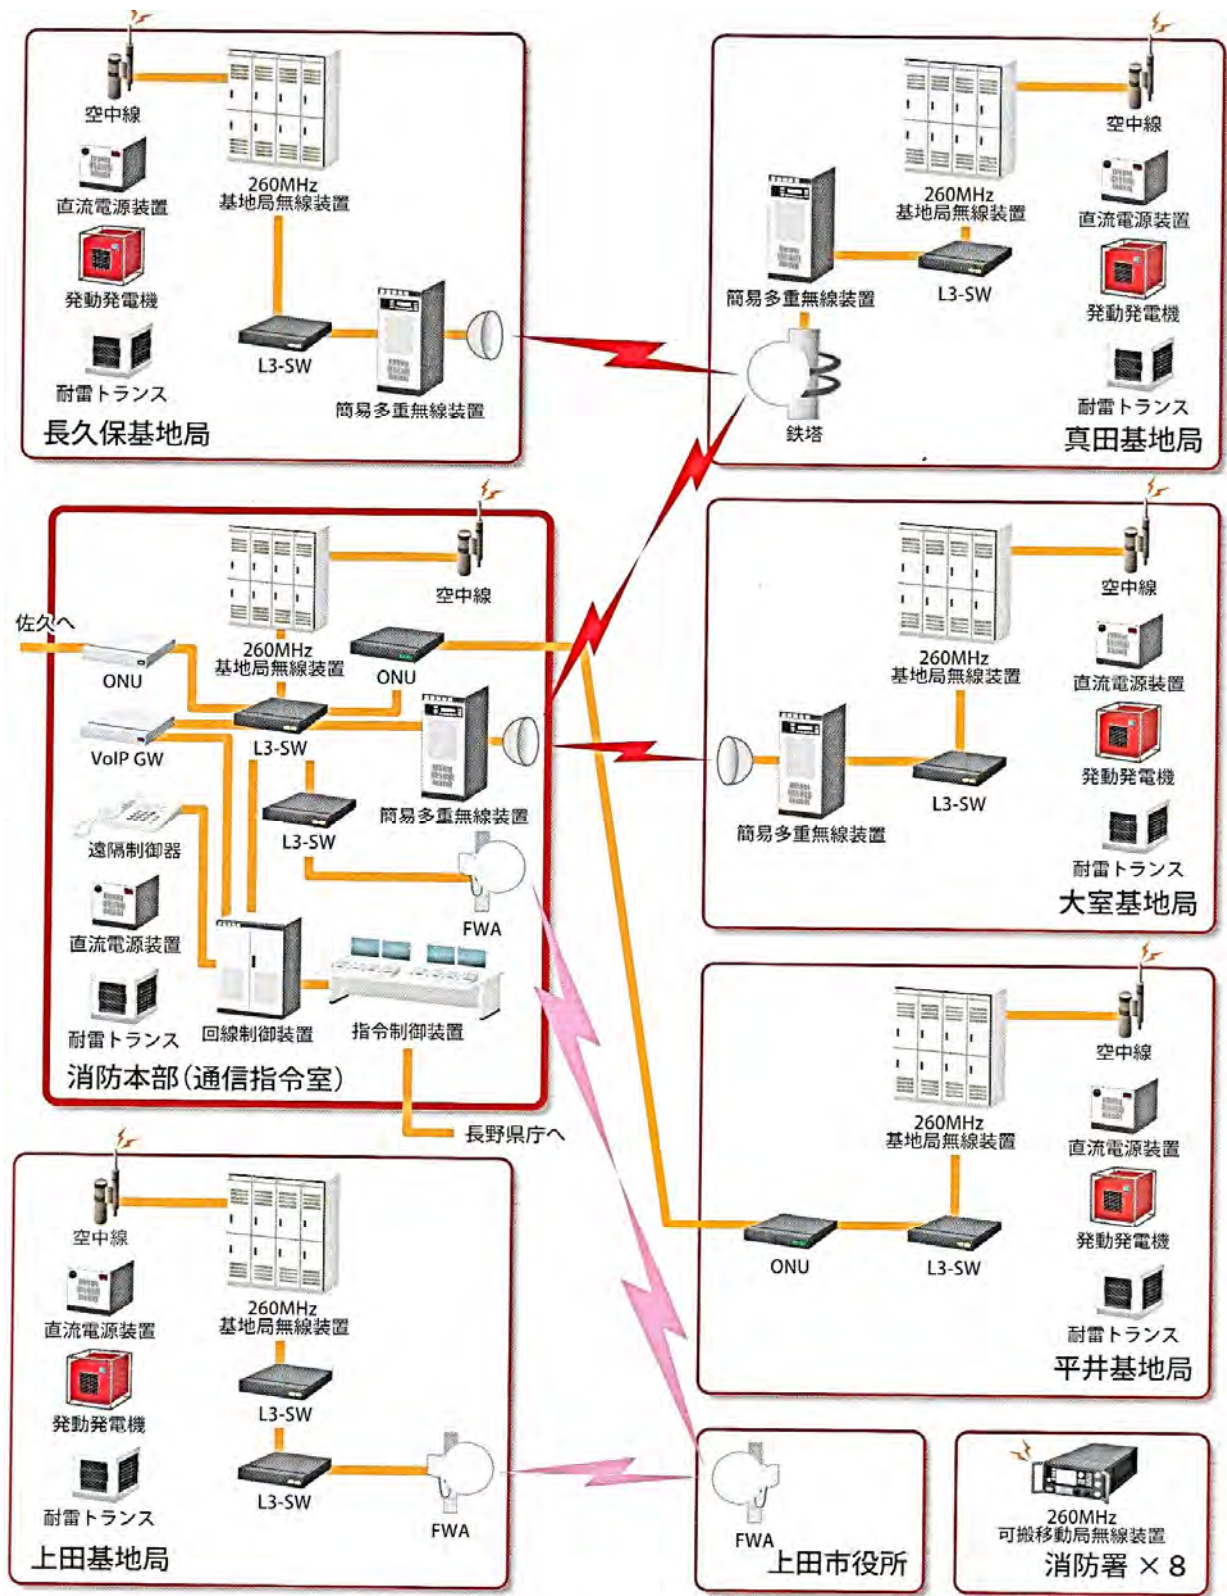 空中線
260MHz
基地局無線装置
直流電源装置
発動発電機
耐雷トランス
L3-SW
簡易多重無線装置
長久保基地局
空中線
260MHz
基地局無線装置
直流電源装置
簡易多重無線装置
L3-SW
発動発電機
鉄塔
耐雷トランス
真田基地局
空中線
佐久へ
260MHz
基地局無線装置
ONU
ONU
VoIP GW
L3-SW
簡易多重無線装置
L3-SW
遠隔制御器
FWA
直流電源装置
耐雷トランス
回線制御装置
指令制御装置
消防本部(通信指令室)
長野県庁へ
空中線
260MHz
基地局無線装置
直流電源装置
発動発電機
L3-SW
簡易多重無線装置
耐雷トランス
大室基地局
空中線
260MHz
基地局無線装置
直流電源装置
発動発電機
ONU
L3-SW
耐雷トランス
平井基地局
空中線
260MHz
基地局無線装置
直流電源装置
発動発電機
L3-SW
L3-SW
耐雷トランス
FWA
上田基地局
FWA
上田市役所
260MHz
可搬移動局無線装置
消防署 × 8